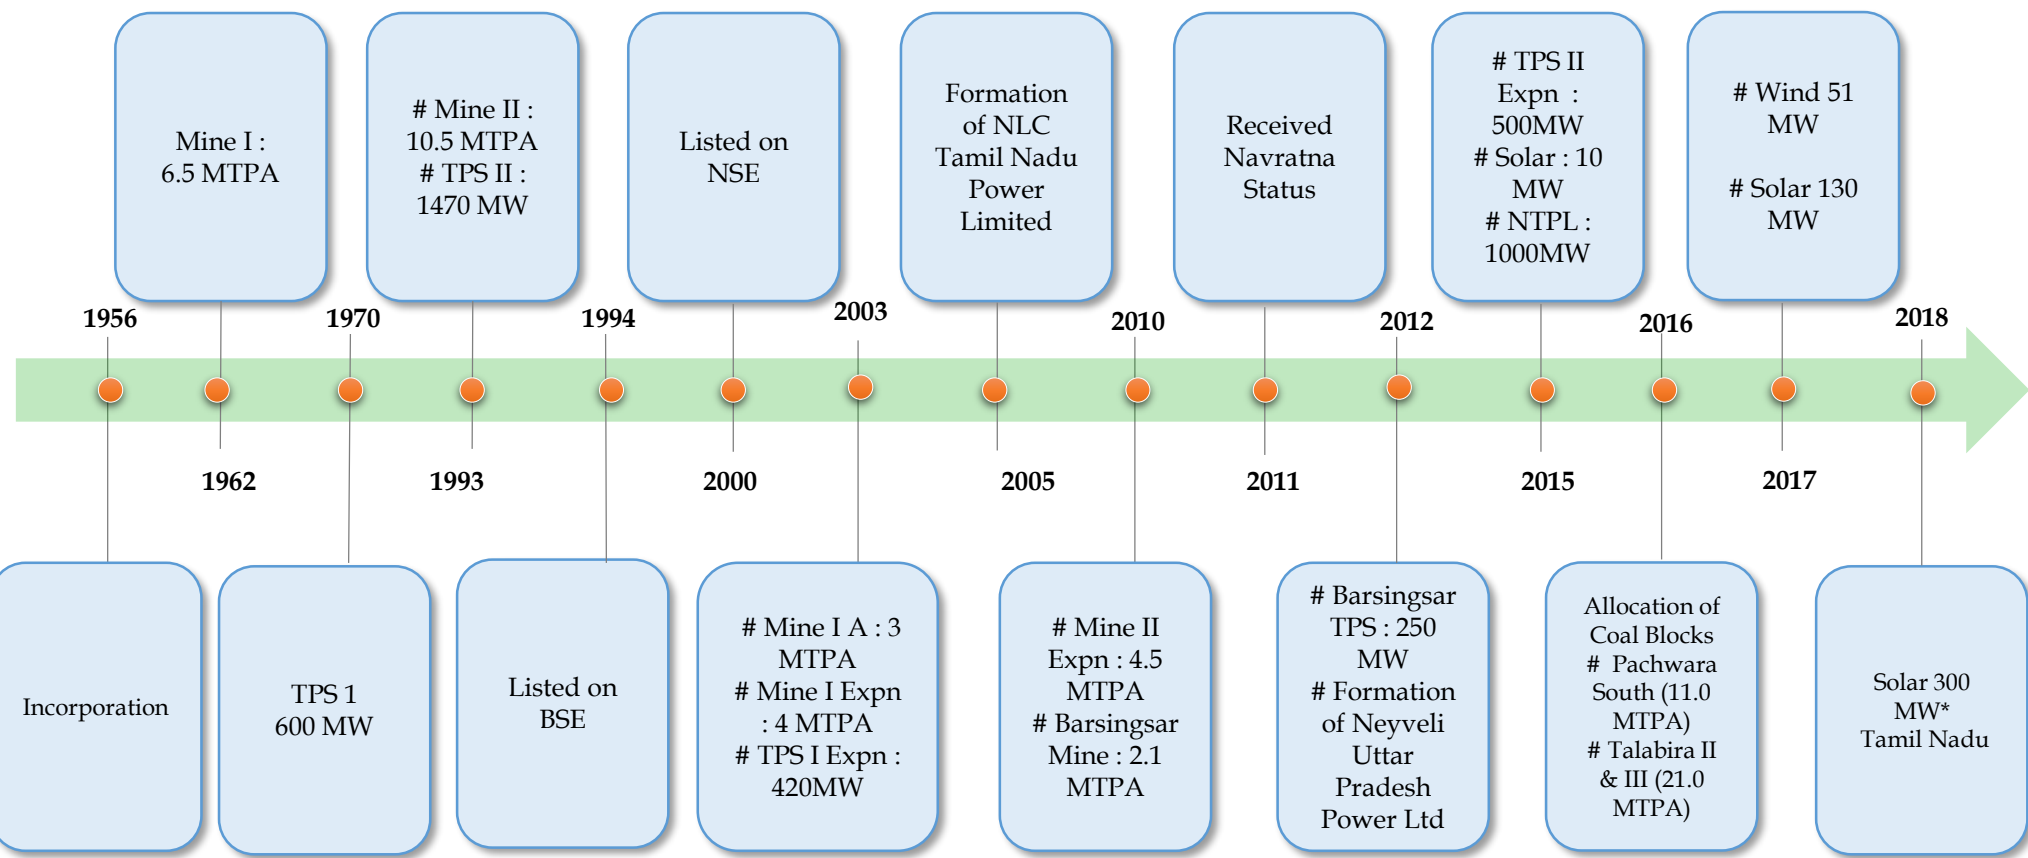 Mine I :
6.5 MTPA
# Mine II :
10.5 MTPA
# TPS II :
1470 MW
Listed on
NSE
Formation
of NLC
Tamil Nadu
Power
Limited
Received
Navratna
Status
# TPS II
Expn :
500MW
# Solar : 10
MW
# NTPL :
1000MW
# Wind 51
MW
# Solar 130
MW
1956
1970
1994
2003
2010
2012
2016
2018
1962
1993
2000
2005
2011
2015
2017
Incorporation
TPS 1
600 MW
Listed on
BSE
# Mine I A : 3
MTPA
# Mine I Expn
: 4 MTPA
# TPS I Expn :
420MW
# Mine II
Expn : 4.5
MTPA
# Barsingsar
Mine : 2.1
MTPA
# Barsingsar
TPS : 250
MW
# Formation
of Neyveli
Uttar
Pradesh
Power Ltd
Allocation of
Coal Blocks
# Pachwara
South (11.0
MTPA)
# Talabira II
& III (21.0
MTPA)
Solar 300
MW*
Tamil Nadu